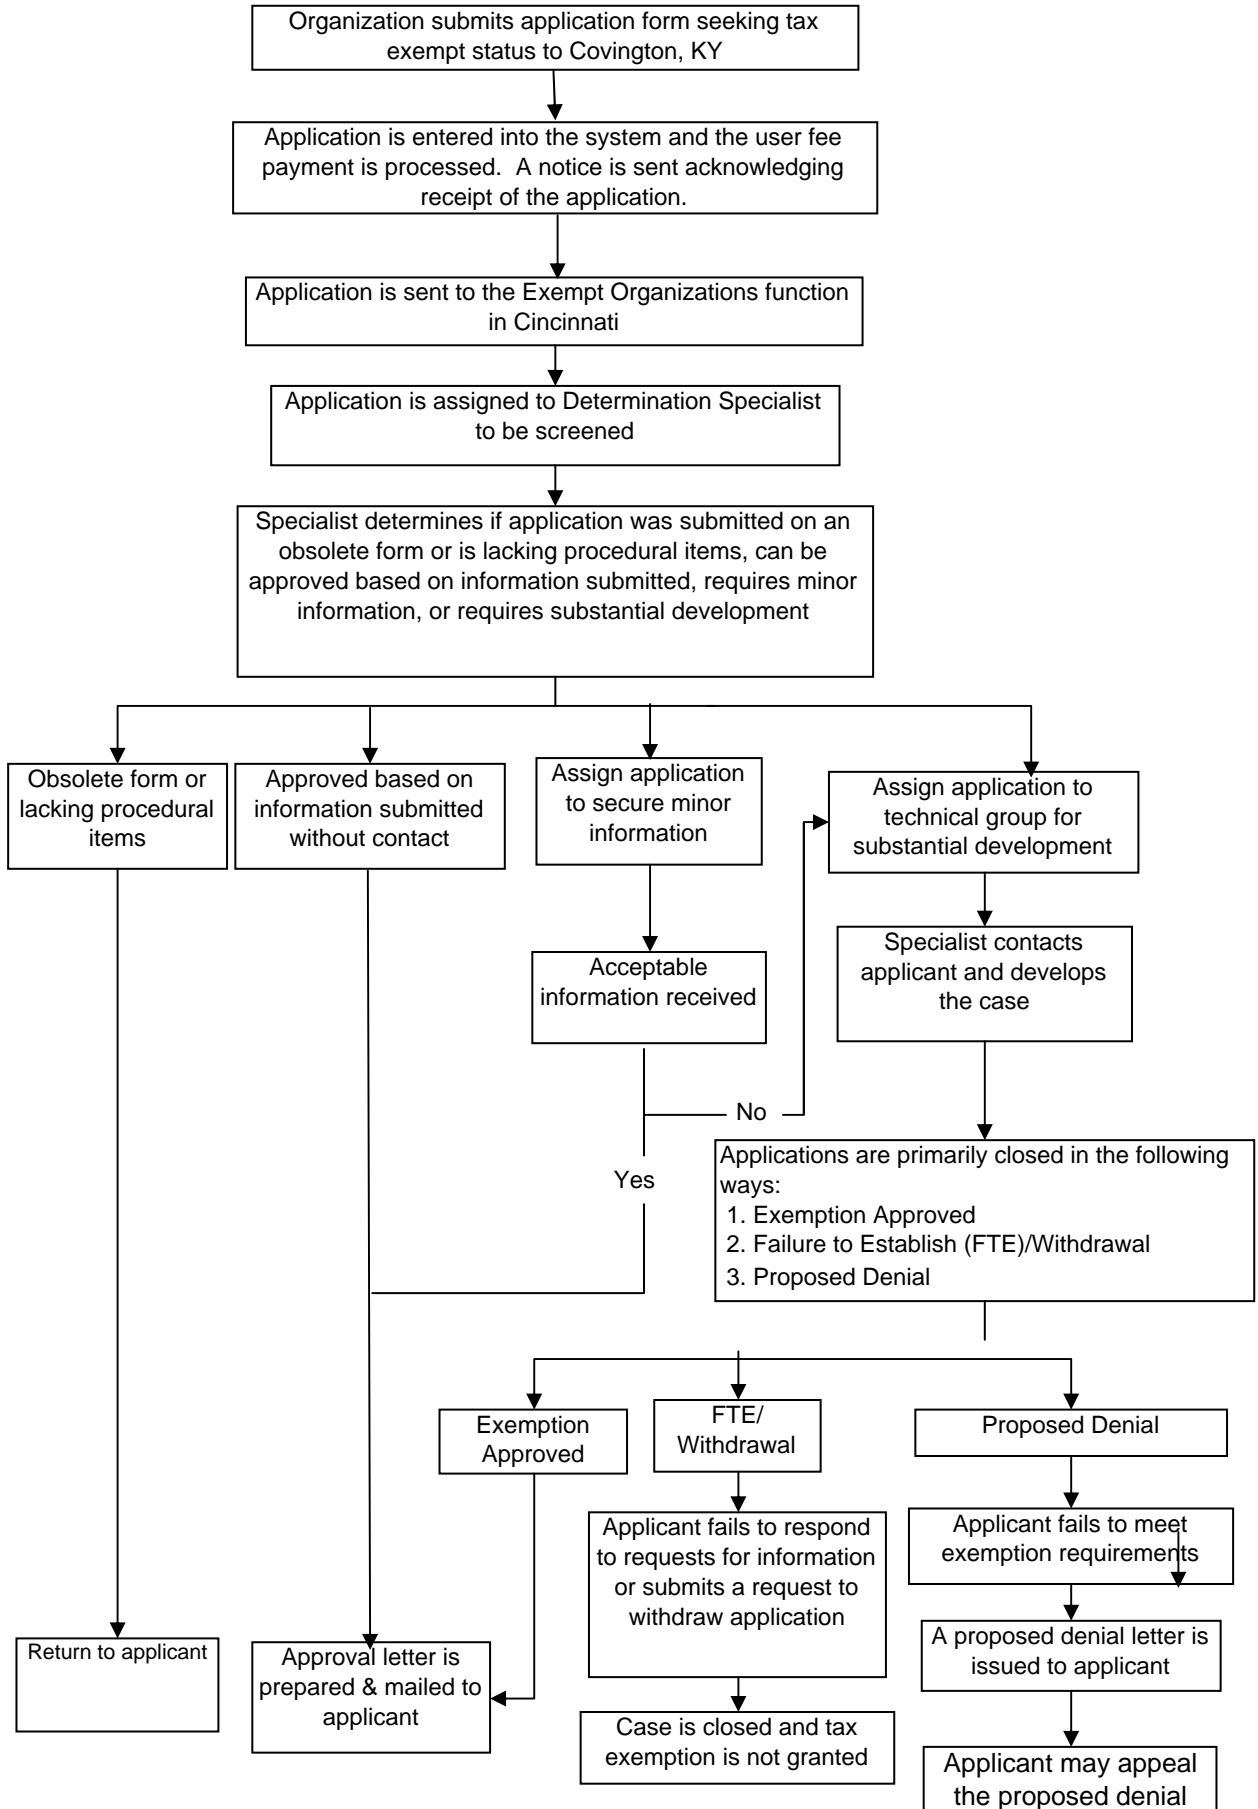 Organization submits application form seeking tax
exempt status to Covington, KY
Application is entered into the system and the user fee
payment is processed.  A notice is sent acknowledging
receipt of the application.
Application is sent to the Exempt Organizations function
in Cincinnati
Application is assigned to Determination Specialist
to be screened
Specialist determines if application was submitted on an
obsolete form or is lacking procedural items, can be
approved based on information submitted, requires minor
information, or requires substantial development
Obsolete form or
lacking procedural
items
Approved based on
information submitted
without contact
Assign application
to secure minor
information
Assign application to
technical group for
substantial development
Acceptable
information received
Specialist contacts
applicant and develops
the case
No
Yes
Applications are primarily closed in the following
ways:
1. Exemption Approved
2. Failure to Establish (FTE)/Withdrawal
3. Proposed Denial
Exemption
Approved
FTE/
Withdrawal
Proposed Denial
Applicant fails to respond
to requests for information
or submits a request to
withdraw application
Applicant fails to meet
exemption requirements
Return to applicant
Approval letter is
prepared & mailed to
applicant
A proposed denial letter is
issued to applicant
Case is closed and tax
exemption is not granted
Applicant may appeal
the proposed denial